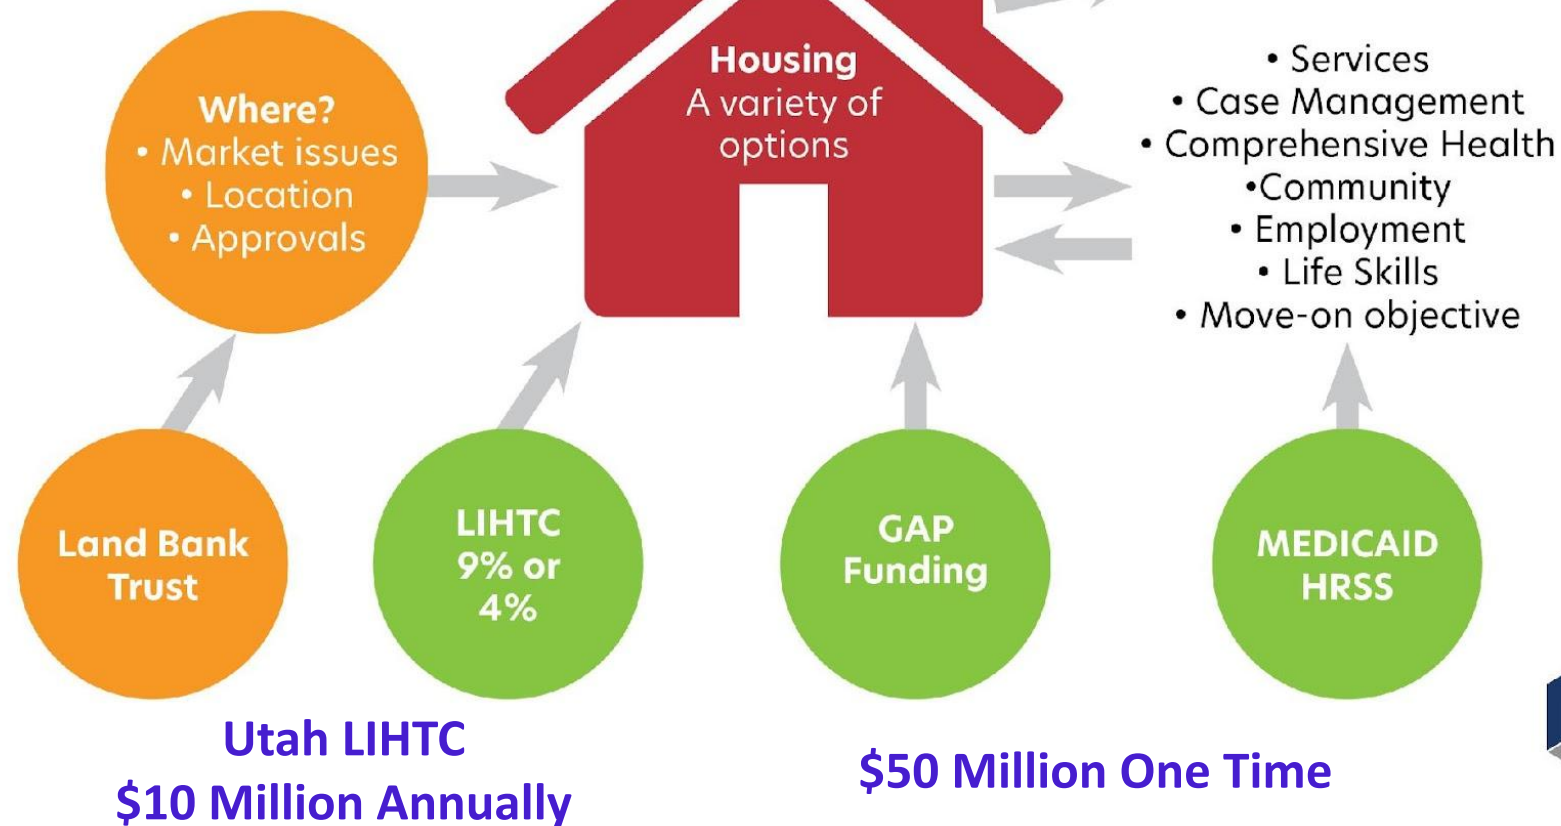 Where?
• Market issues
• Location
• Approvals
Housing
A variety of
options
• Services
• Case Management
• Comprehensive Health
•Community
• Employment
• Life Skills
• Move-on objective
Land Bank
Trust
LIHTC
9% or
4%
GAP
Funding
MEDICAID
HRSS
Utah LIHTC
$10 Million Annually
$50 Million One Time